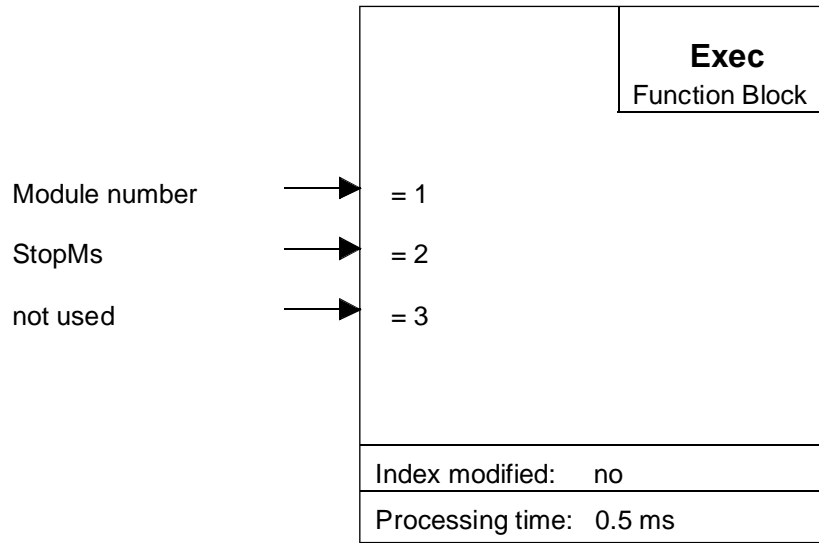 Exec
Function Block
Module number = 1
StopMs = 2
not used = 3
Index modified: no
Processing time: 0.5 ms